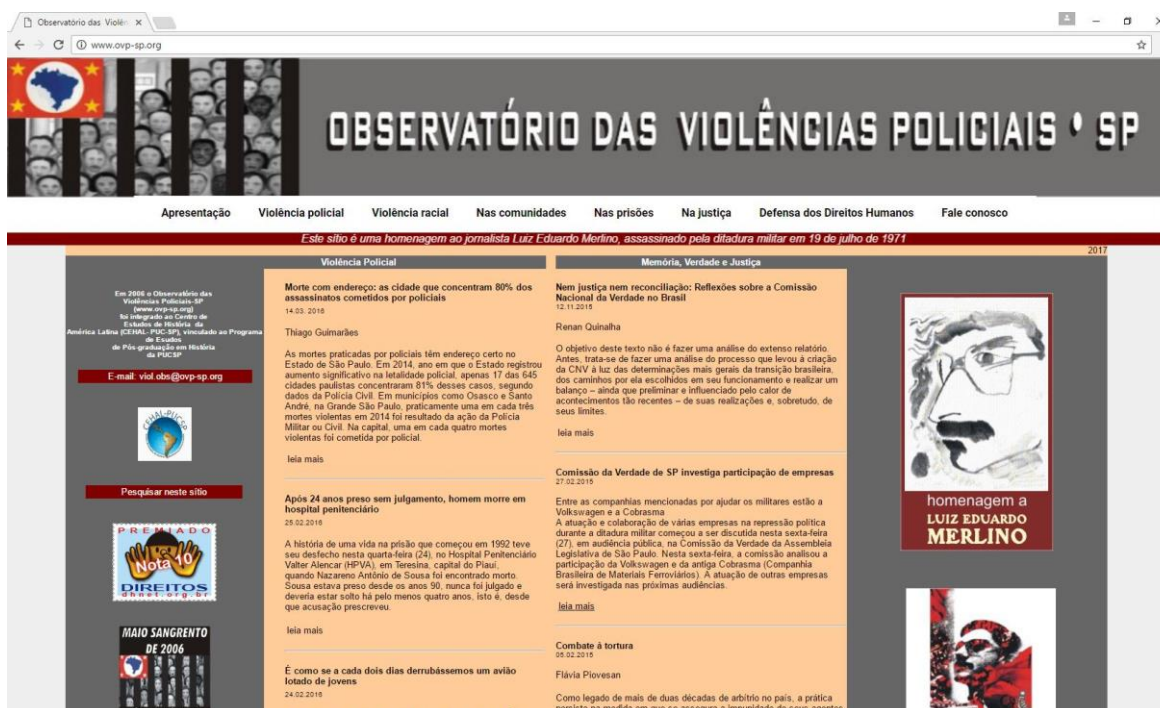 Observatório das Violên
www.ovp-sp.org
OBSERVATÓRIO DAS VIOLÊNCIAS POLICIAIS • SP
Apresentação Violência policial Violência racial Nas comunidades Nas prisões Na justiça Defensa dos Direitos Humanos Fale conosco
Este sítio é uma homenagem ao jornalista Luiz Eduardo Merlino, assassinado pela ditadura militar em 19 de julho de 1971
2017
Em 2006 o Observatório das
Violências Policiais-SP
(www.ovp-sp.org)
foi integrado ao Centro de
Estudos de História da
América Latina (CEHAL- PUC-SP), vinculado ao Programa
de Esudos
de Pós-graduação em História
da PUCSP
E-mail: viol.obs@ovp-sp.org
CEHAL-PUCSP
Pesquisar neste sítio
PREMIADO
Nota 10
DIREITOS
dhnet.org.br
MAIO SANGRENTO
DE 2006
Violência Policial
Morte com endereço: as cidade que concentram 80% dos
assassinatos cometidos por policiais
14.03. 2016
Thiago Guimarães
As mortes praticadas por policiais têm endereço certo no
Estado de São Paulo. Em 2014, ano em que o Estado registrou
aumento significativo na letalidade policial, apenas 17 das 645
cidades paulistas concentraram 81% desses casos, segundo
dados da Polícia Civil. Em municípios como Osasco e Santo
André, na Grande São Paulo, praticamente uma em cada três
mortes violentas em 2014 foi resultado da ação da Polícia
Militar ou Civil. Na capital, uma em cada quatro mortes
violentas foi cometida por policial.
leia mais
Após 24 anos preso sem julgamento, homem morre em
hospital penitenciário
25.02.2016
A história de uma vida na prisão que começou em 1992 teve
seu desfecho nesta quarta-feira (24), no Hospital Penitenciário
Valter Alencar (HPVA), em Teresina, capital do Piauí,
quando Nazareno Antônio de Sousa foi encontrado morto.
Sousa estava preso desde os anos 90, nunca foi julgado e
deveria estar solto há pelo menos quatro anos, isto é, desde
que acusação prescreveu.
leia mais
É como se a cada dois dias derrubássemos um avião
lotado de jovens
24.02.2016
Memória, Verdade e Justiça
Nem justiça nem reconciliação: Reflexões sobre a Comissão
Nacional da Verdade no Brasil
12.11.2015
Renan Quinalha
O objetivo deste texto não é fazer uma análise do extenso relatório.
Antes, trata-se de fazer uma análise do processo que levou à criação
da CNV à luz das determinações mais gerais da transição brasileira,
dos caminhos por ela escolhidos em seu funcionamento e realizar um
balanço – ainda que preliminar e influenciado pelo calor de
acontecimentos tão recentes – de suas realizações e, sobretudo, de
seus limites.
leia mais
Comissão da Verdade de SP investiga participação de empresas
27.02.2015
Entre as companhias mencionadas por ajudar os militares estão a
Volkswagen e a Cobrasma
A atuação e colaboração de várias empresas na repressão política
durante a ditadura militar começou a ser discutida nesta sexta-feira
(27), em audiência pública, na Comissão da Verdade da Assembleia
Legislativa de São Paulo. Nesta sexta-feira, a comissão analisou a
participação da Volkswagen e da antiga Cobrasma (Companhia
Brasileira de Materiais Ferroviários). A atuação de outras empresas
será investigada nas próximas audiências.
leia mais
Combate à tortura
05.02.2015
Flávia Piovesan
Como legado de mais de duas décadas de arbítrio no país, a prática
persiste na medida em que se assegura a impunidade de seus agentes
homenagem a
LUIZ EDUARDO
MERLINO